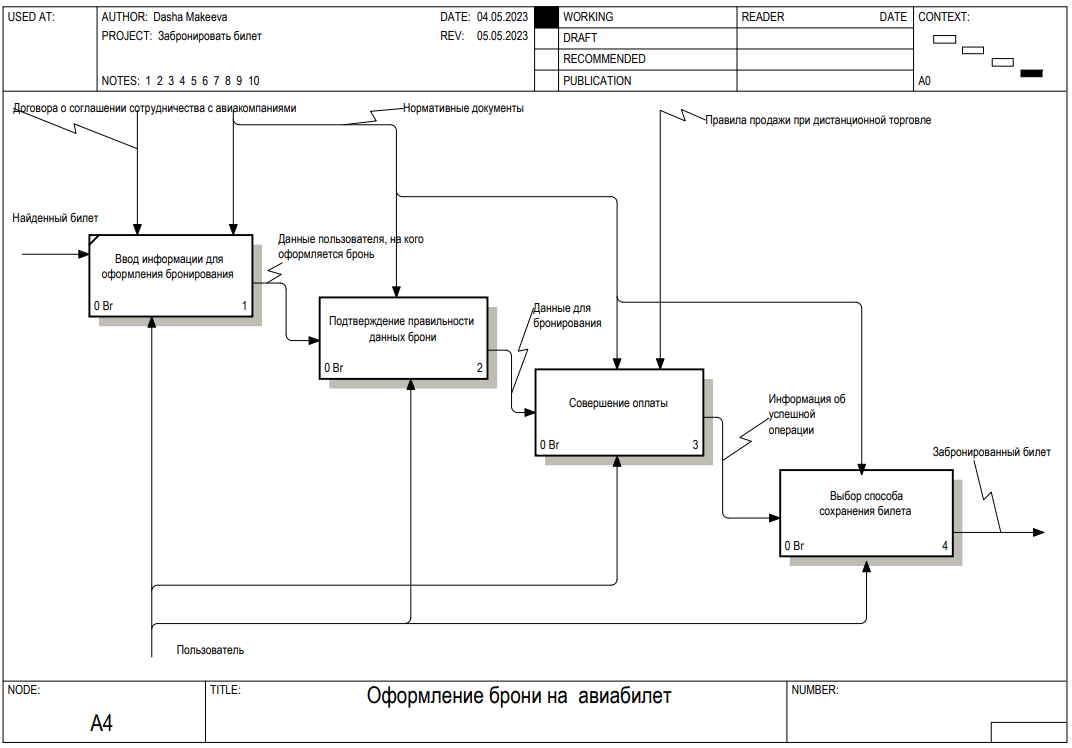 USED AT:
AUTHOR: Dasha Makeeva
DATE: 04.05.2023
PROJECT: Забронировать билет
REV: 05.05.2023
NOTES: 1 2 3 4 5 6 7 8 9 10
WORKING
DRAFT
RECOMMENDED
PUBLICATION
READER
DATE
CONTEXT:
A0
Договора о соглашении сотрудничества с авиакомпаниями
Нормативные документы
Правила продажи при дистанционой торговле
Найденный билет
Ввод информации для
оформления бронирования
0 Br
1
Данные пользователя, на кого
оформляется бронь
Подтверждение правильности
данных брони
0 Br
2
Данные для
бронирования
Совершение оплаты
0 Br
3
Информация об
успешной
операции
Выбор способа
сохранения билета
0 Br
4
Забронированный билет
Пользователь
NODE:
A4
TITLE:
Оформление брони на авиабилет
NUMBER: